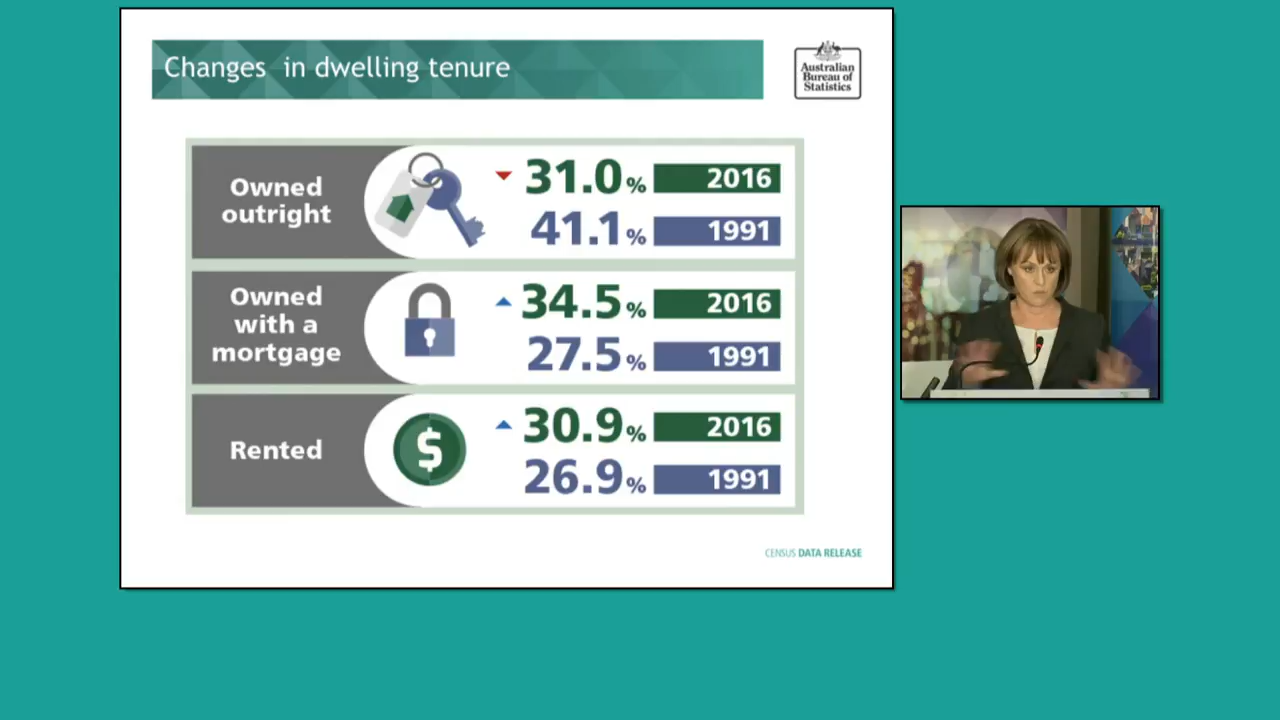 Changes in dwelling tenure
Australian
Bureau of
Statistics
Owned
outright
31.0% 2016
41.1% 1991
Owned
with a
mortgage
34.5% 2016
27.5% 1991
Rented
$
30.9% 2016
26.9% 1991
CENSUS DATA RELEASE